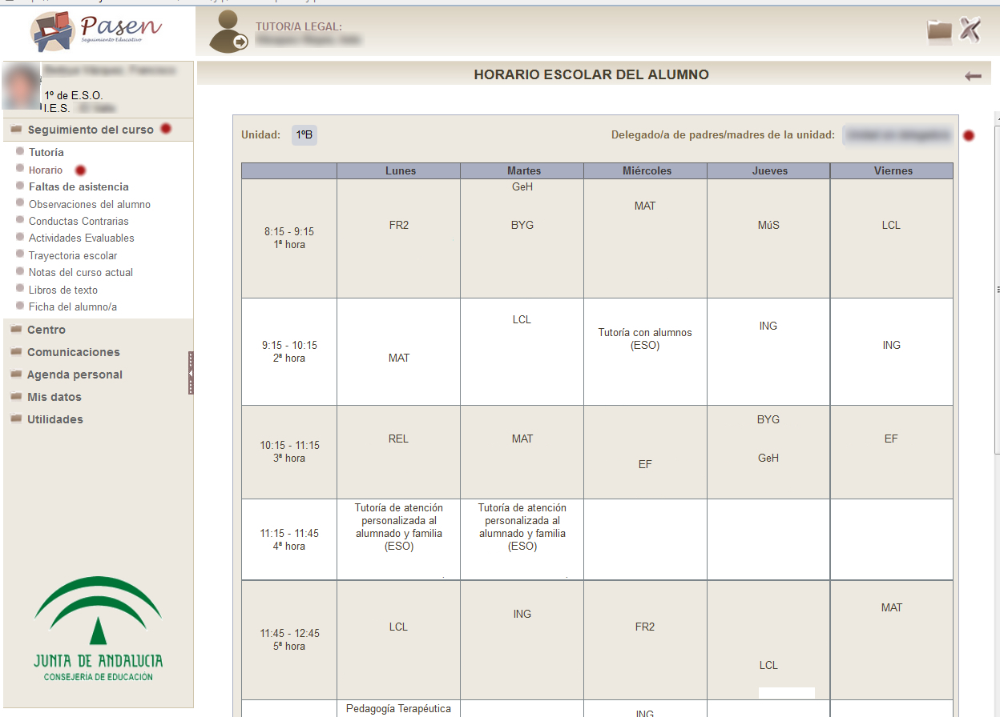 Pasen
Seguimiento Educativo
TUTOR/A LEGAL:
1º de E.S.O.
I.E.S.
Seguimiento del curso
Tutoría
Horario
Faltas de asistencia
Observaciones del alumno
Conductas Contrarias
Actividades Evaluables
Trayectoria escolar
Notas del curso actual
Libros de texto
Ficha del alumno/a
Centro
Comunicaciones
Agenda personal
Mis datos
Utilidades
JUNTA DE ANDALUCIA
CONSEJERÍA DE EDUCACIÓN
HORARIO ESCOLAR DEL ALUMNO
Unidad: 1ºB Delegado/a de padres/madres de la unidad:
Lunes Martes Miércoles Jueves Viernes
8:15 - 9:15
1ª hora
FR2
GeH
BYG
MAT
MúS
LCL
9:15 - 10:15
2ª hora
MAT
LCL
Tutoría con alumnos
(ESO)
ING
ING
10:15 - 11:15
3ª hora
REL
MAT
EF
BYG
GeH
EF
11:15 - 11:45
4ª hora
Tutoría de atención
personalizada al
alumnado y familia
(ESO)
Tutoría de atención
personalizada al
alumnado y familia
(ESO)
11:45 - 12:45
5ª hora
LCL
ING
FR2
LCL
MAT
Pedagogía Terapéutica
ING